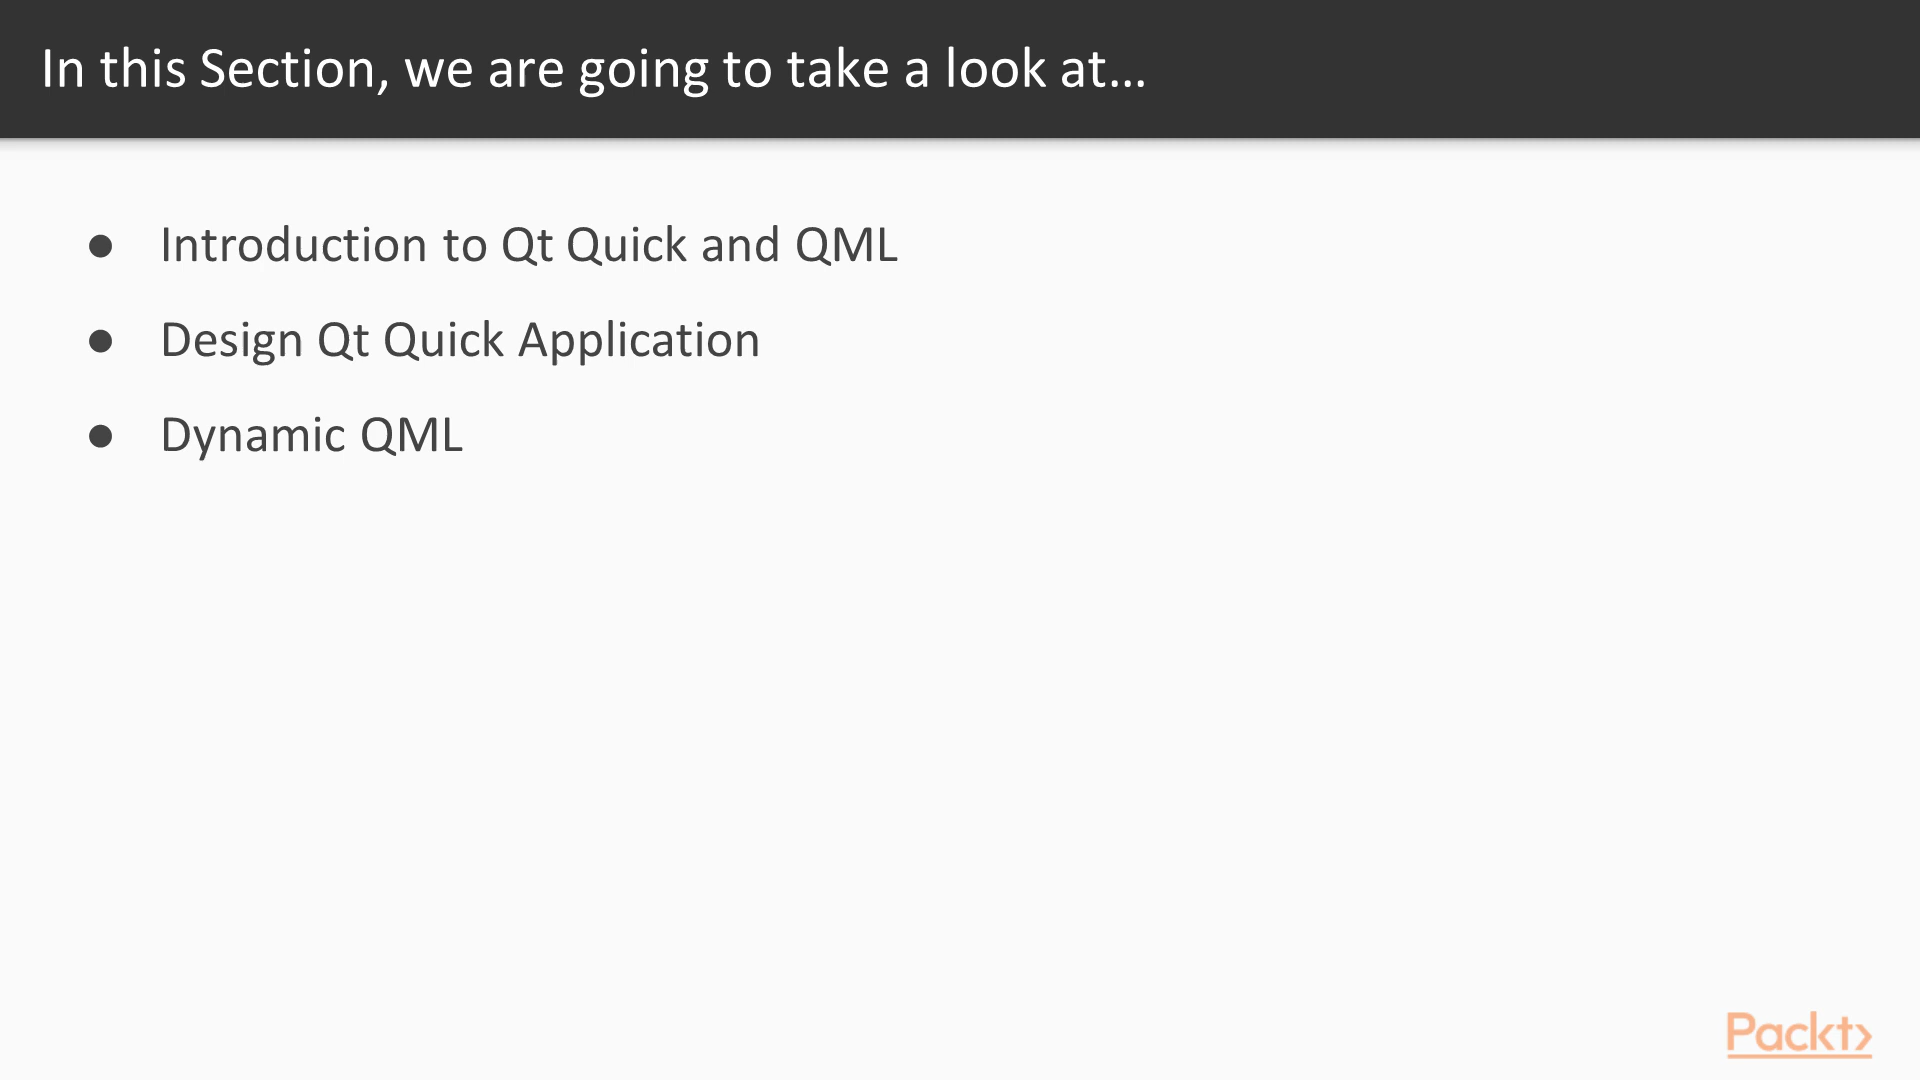 In this Section, we are going to take a look at...
● Introduction to Qt Quick and QML
● Design Qt Quick Application
● Dynamic QML
Packt>